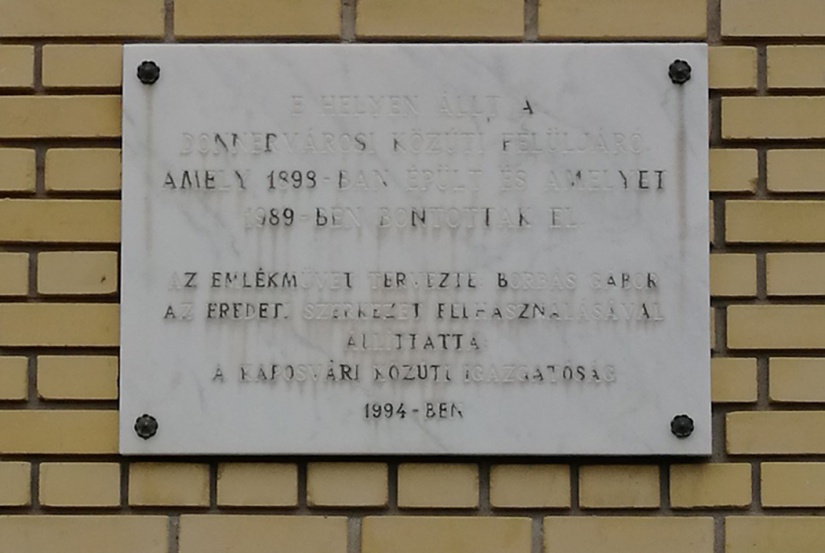 E HELYEN ÁLLT A
DONNERVÁROSI KÖZÚTI FELÜLJÁRÓ,
AMELY 1898-BAN ÉPÜLT ÉS AMELYET
1989-BEN BONTOTTAK EL
AZ EMLÉKMŰVET TERVEZTE BORBÁS GÁBOR
AZ EREDETI SZERKEZET FELHASZNÁLÁSÁVAL
ÁLLÍTTATTA
A KAPOSVÁRI KÖZÚTI IGAZGATÓSÁG
1994-BEN